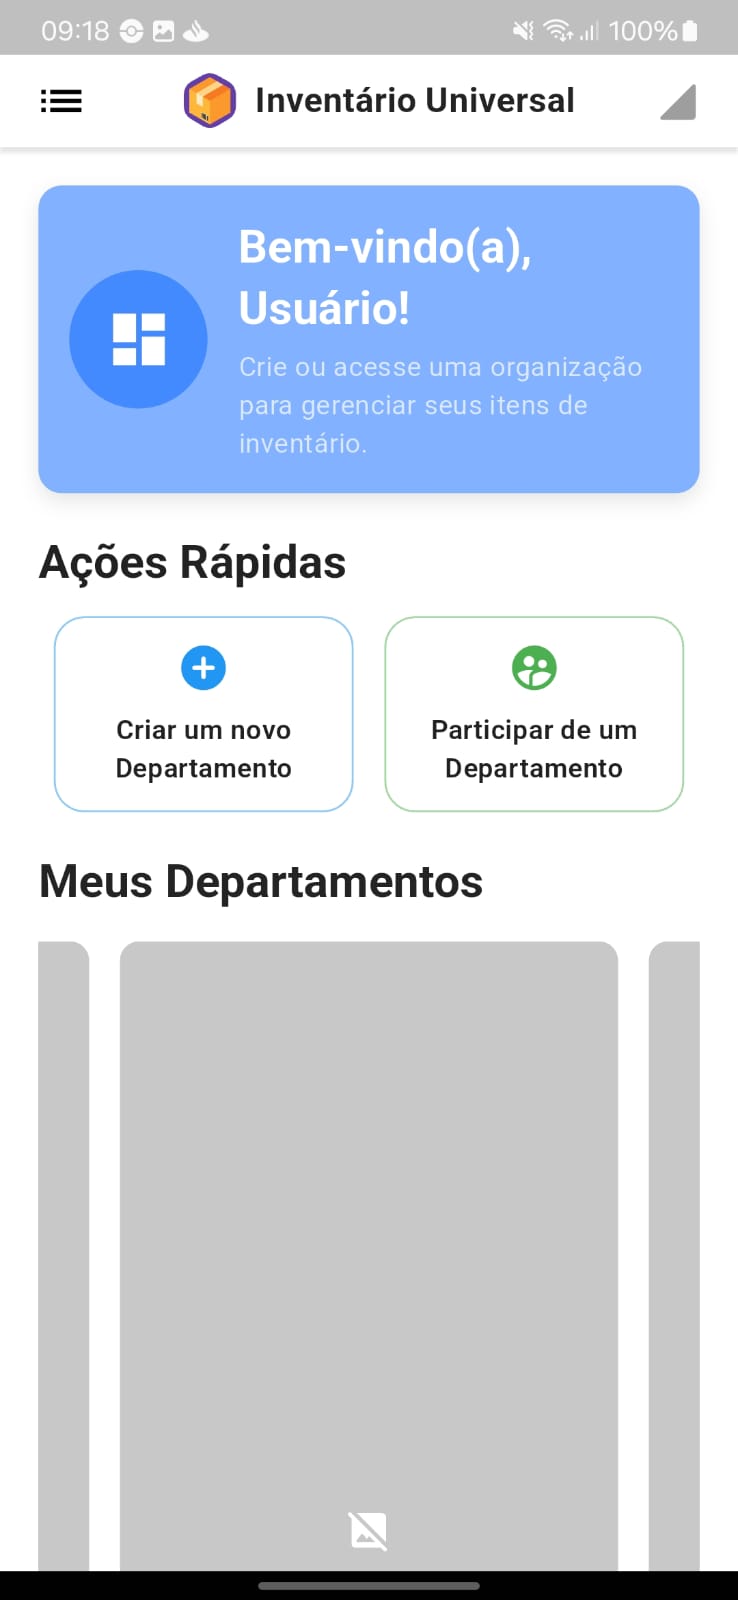 09:18
100%
Inventário Universal
Bem-vindo(a),
Usuário!
Crie ou acesse uma organização
para gerenciar seus itens de
inventário.
Ações Rápidas
Criar um novo
Departamento
Participar de um
Departamento
Meus Departamentos